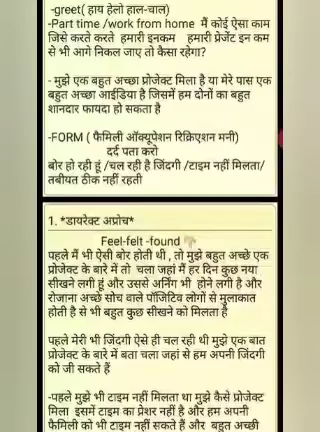 -greet( हाय हेलो हाल-चाल)
-Part time /work from home मैं कोई ऐसा काम
जिसे करते करते हमारी इनकम हमारी प्रेजेंट इन कम
से भी आगे निकल जाए तो कैसा रहेगा?
- मुझे एक बहुत अच्छा प्रोजेक्ट मिला है या मेरे पास एक
बहुत अच्छा आईडिया है जिसमें हम दोनों का बहुत
शानदार फायदा हो सकता है
-FORM ( फैमिली ऑक्यूपेशन रिक्रिएशन मनी)
दर्द पता करो
बोर हो रही हूं /चल रही है जिंदगी /टाइम नहीं मिलता/
तबीयत ठीक नहीं रहती
1. *डायरेक्ट अप्रोच*
Feel-felt -found
पहले मैं भी ऐसी बोर होती थी , तो मुझे बहुत अच्छे एक
प्रोजेक्ट के बारे में तो चला जहां मैं हर दिन कुछ नया
सीखने लगी हूं और उससे अर्निंग भी होने लगी है और
रोजाना अच्छे सोच वाले पॉजिटिव लोगों से मुलाकात
होती है से भी बहुत कुछ सीखने को मिलता है
पहले मेरी भी जिंदगी ऐसे ही चल रही थी मुझे एक बात
प्रोजेक्ट के बारे में बता चला जहां से हम अपनी जिंदगी
को जी सकते हैं
-पहले मुझे भी टाइम नहीं मिलता था मुझे कैसे प्रोजेक्ट
मिला इसमें टाइम का प्रेशर नहीं है और हम अपनी
फैमिली को भी टाइम नहीं सकते हैं और बहुत अच्छी